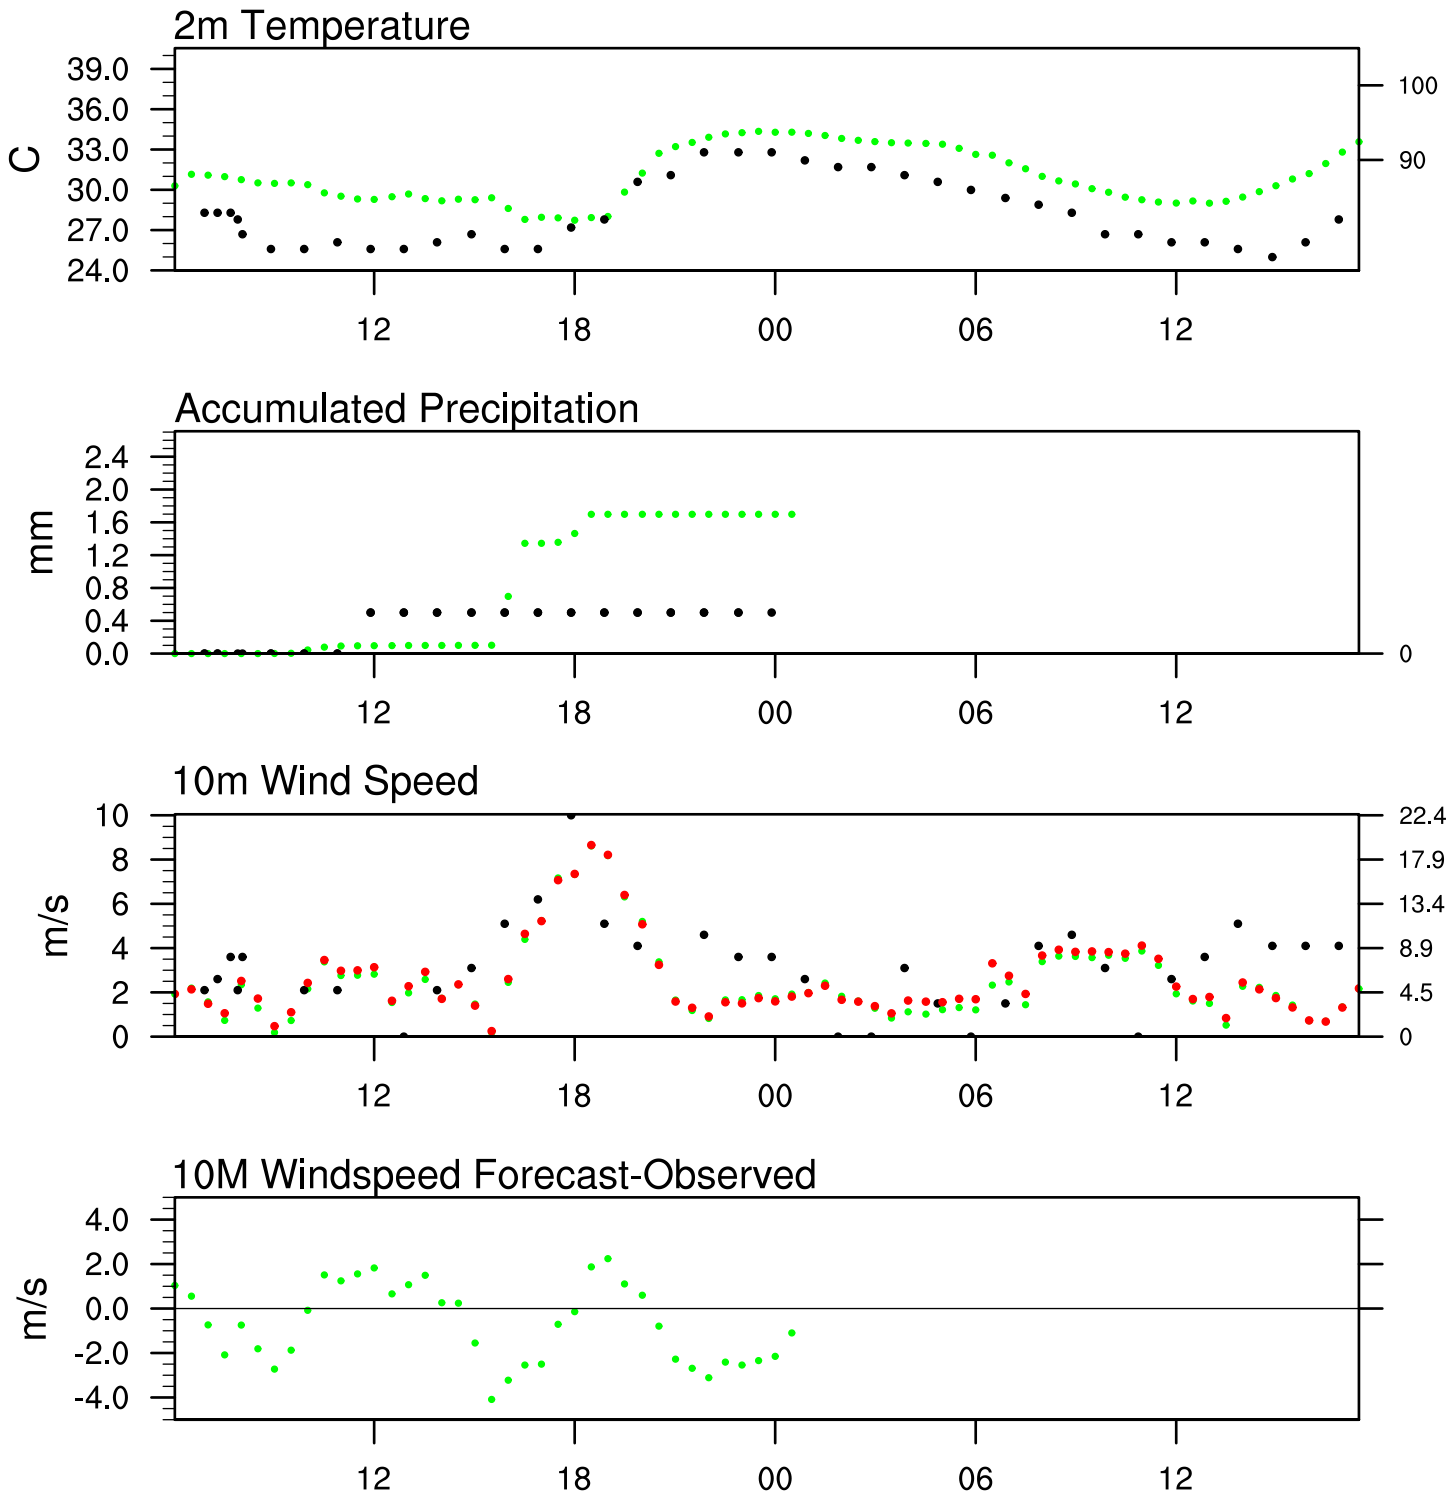 2m Temperature
39.0
36.0
33.0
30.0
27.0
24.0
C
100
90
12 18 00 06 12
Accumulated Precipitation
2.4
2.0
1.6
1.2
0.8
0.4
0.0
mm
0
12 18 00 06 12
10m Wind Speed
10
8
6
4
2
0
m/s
22.4
17.9
13.4
8.9
4.5
0
12 18 00 06 12
10M Windspeed Forecast-Observed
4.0
2.0
0.0
-2.0
-4.0
m/s
12 18 00 06 12